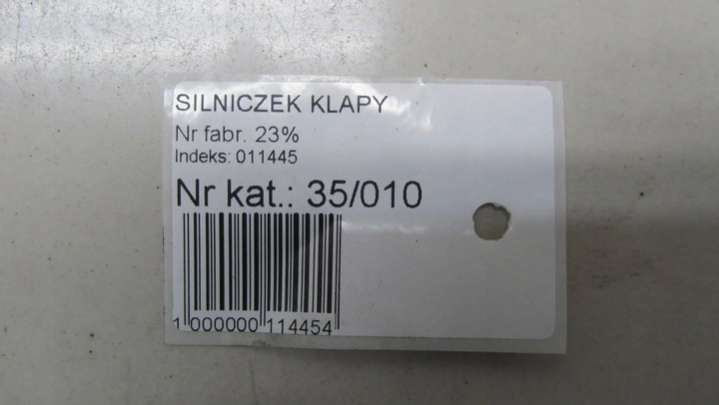 SILNICZEK KLAPY
Nr fabr. 23%
Indeks: 011445
Nr kat.: 35/010
1 000000 114454